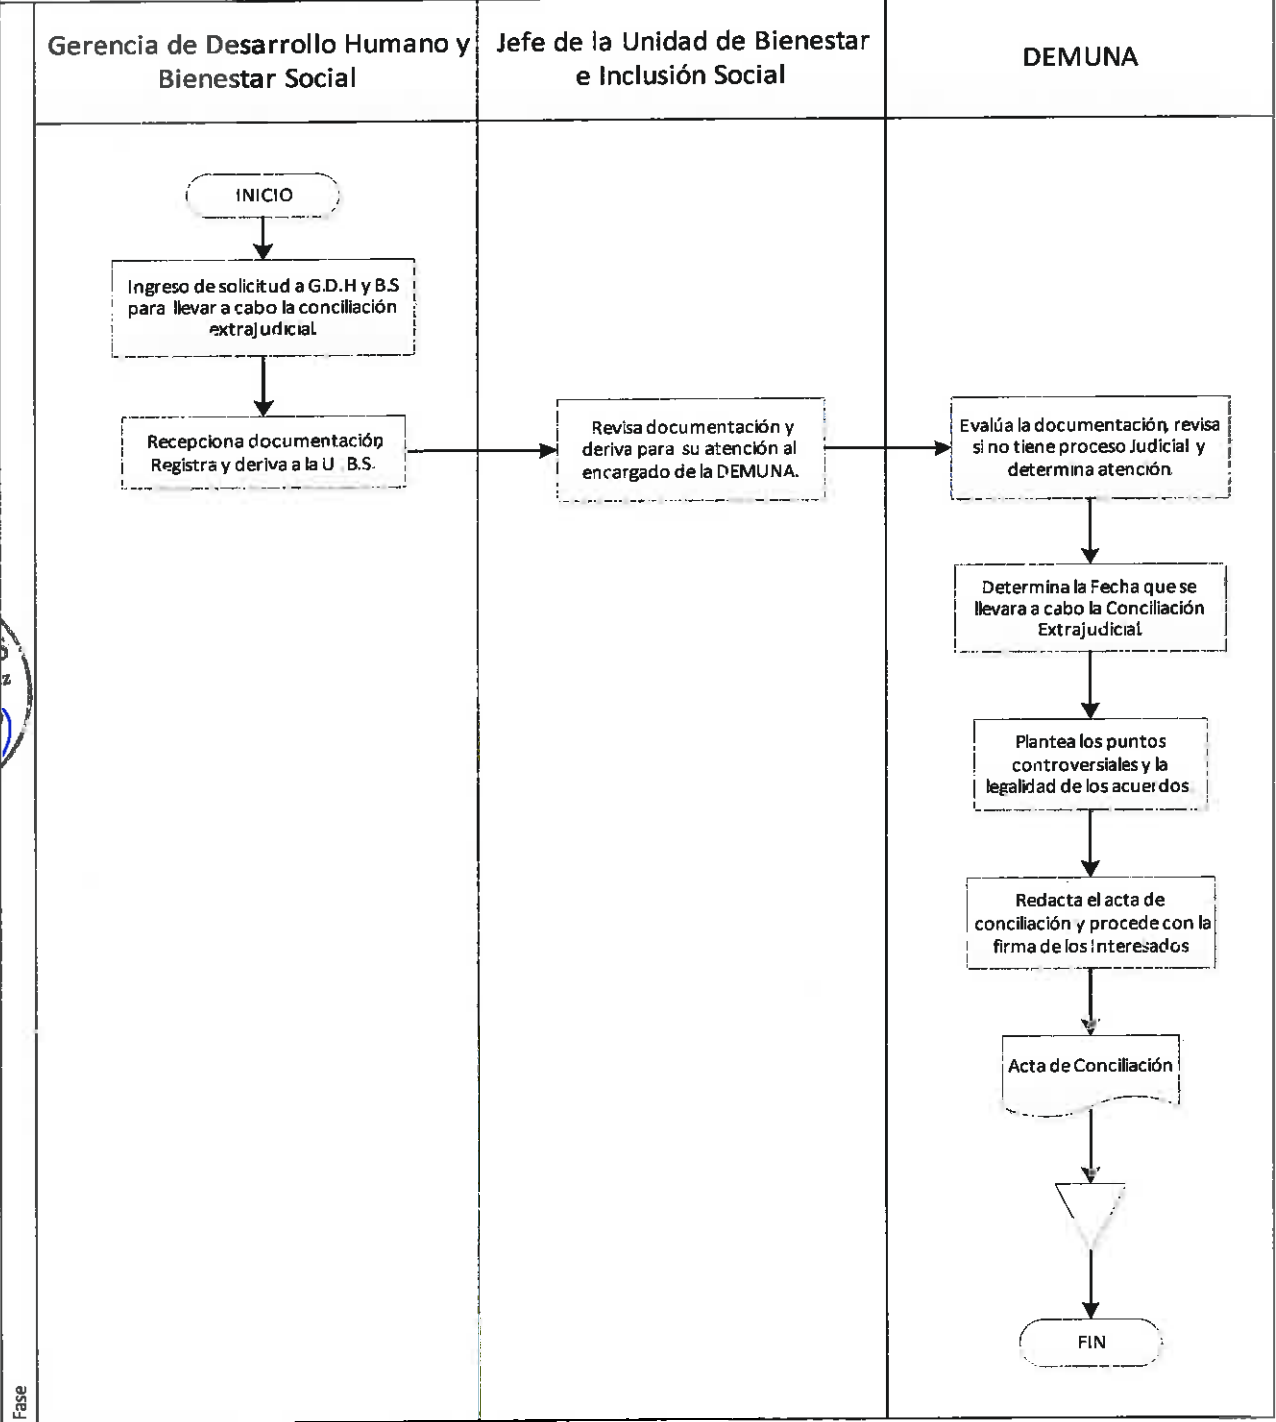 Gerencia de Desarrollo Humano y
Bienestar Social
Jefe de la Unidad de Bienestar
e Inclusión Social
DEMUNA
INICIO
Ingreso de solicitud a G.D.H y B.S
para llevar a cabo la conciliación
extrajudicial.
Recepciona documentación,
Registra y deriva a la U . B.S.
Revisa documentación y
deriva para su atención al
encargado de la DEMUNA.
Evalúa la documentación, revisa
si no tiene proceso Judicial y
determina atención.
Determina la Fecha que se
llevara a cabo la Conciliación
Extrajudicial.
Plantea los puntos
controversiales y la
legalidad de los acuerdos.
Redacta el acta de
conciliación y procede con la
firma de los Interesados
Acta de Conciliación
FIN
Fase